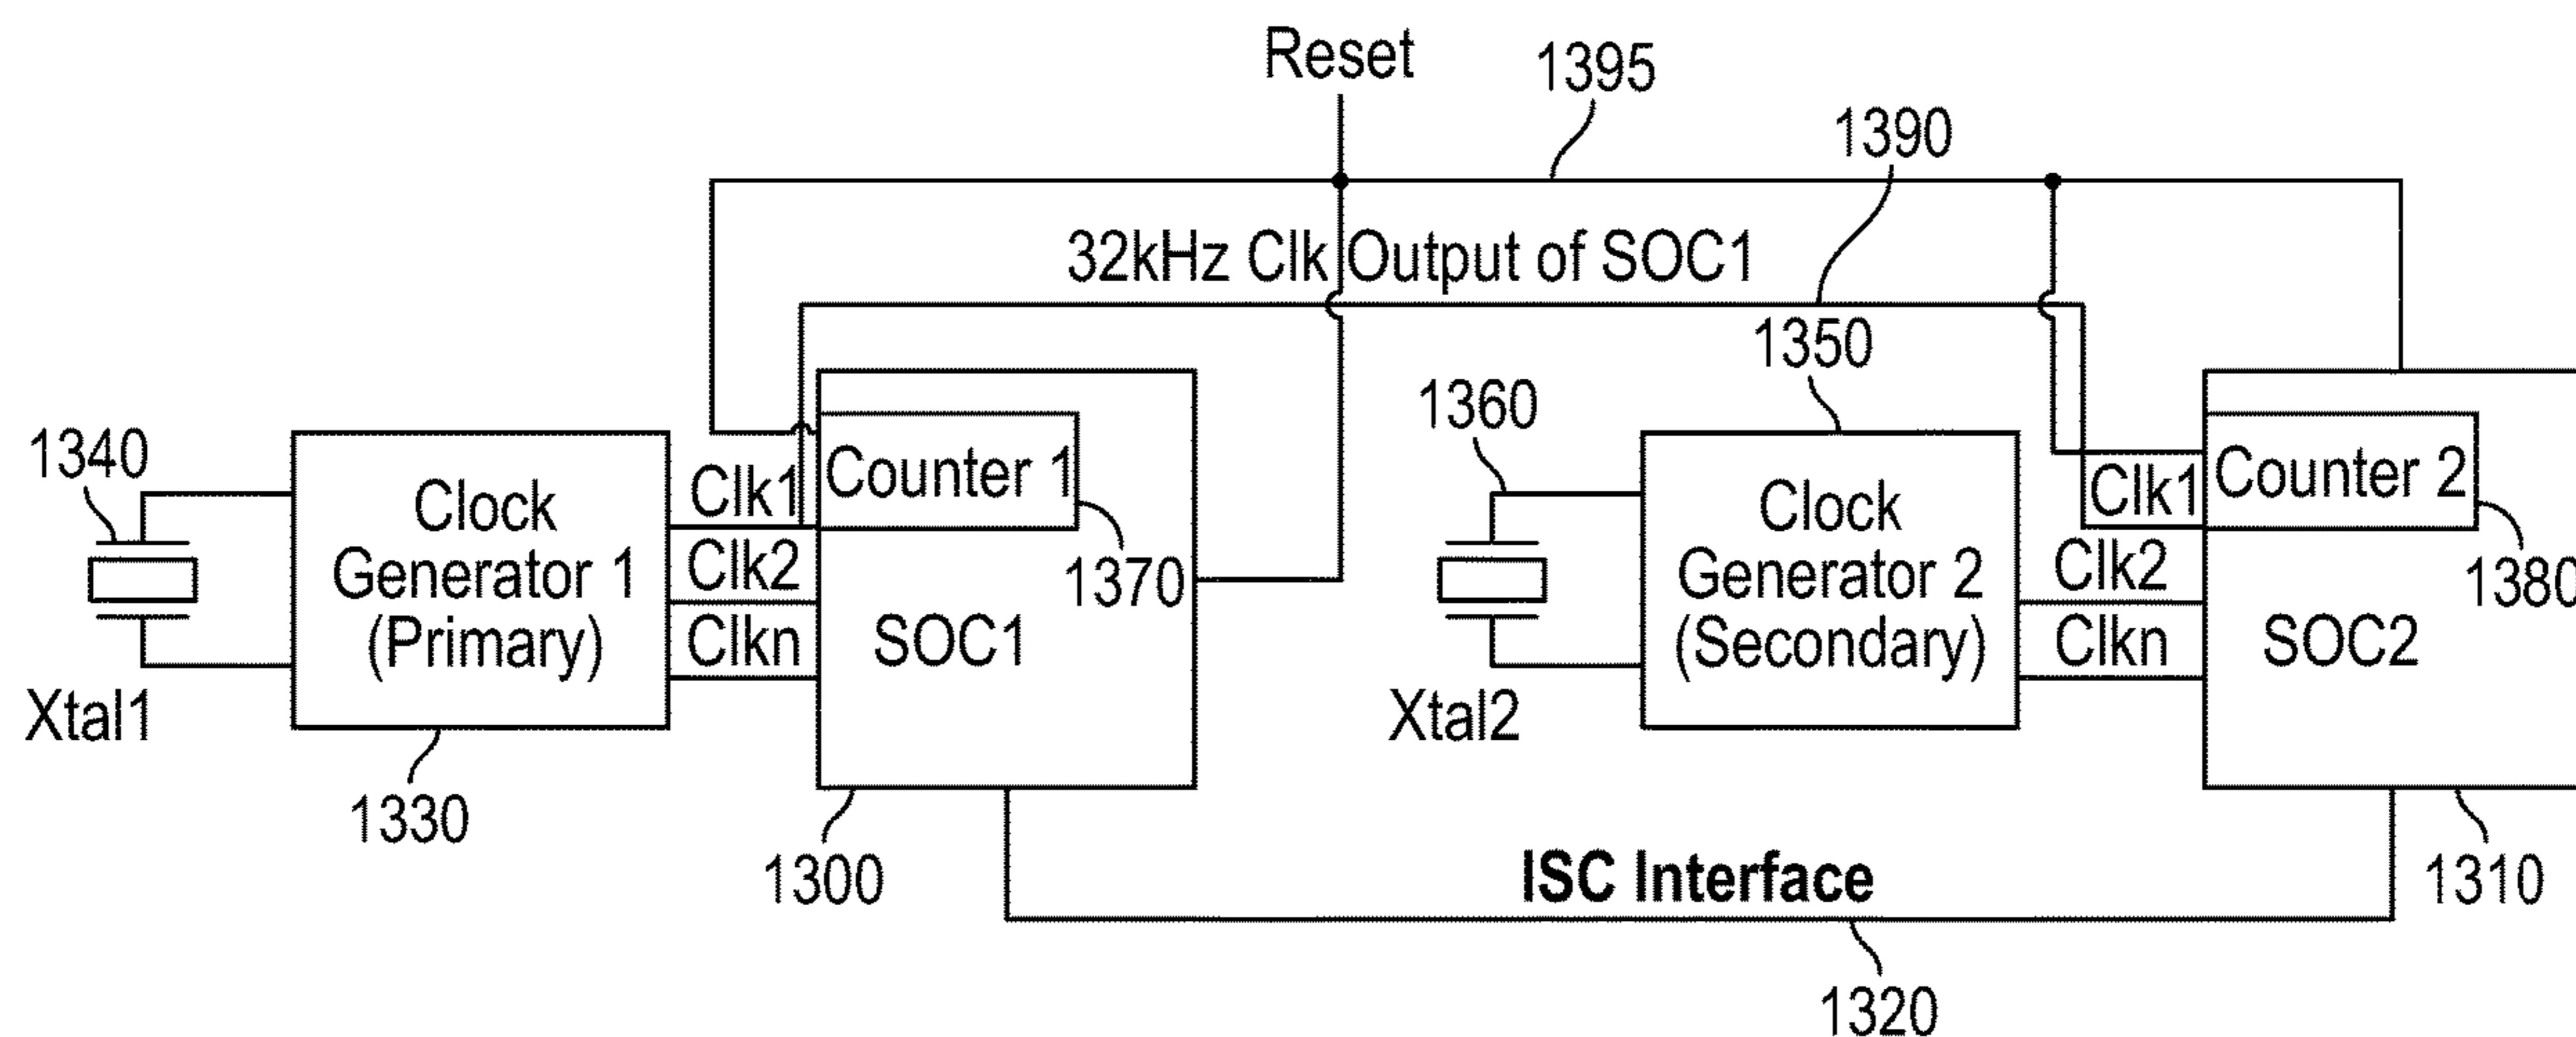 Reset
1395
1390
32kHz Clk Output of SOC1
1350
1360
1340
Clk1
Counter 1
Clock
Generator 1
(Primary)
Clk2
Clkn
1370
SOC1
Xtal1
1330
1300
Clock
Generator 2
(Secondary)
Xtal2
Clk1
Counter 2
Clk2
Clkn
1380
SOC2
1310
ISC Interface
1320